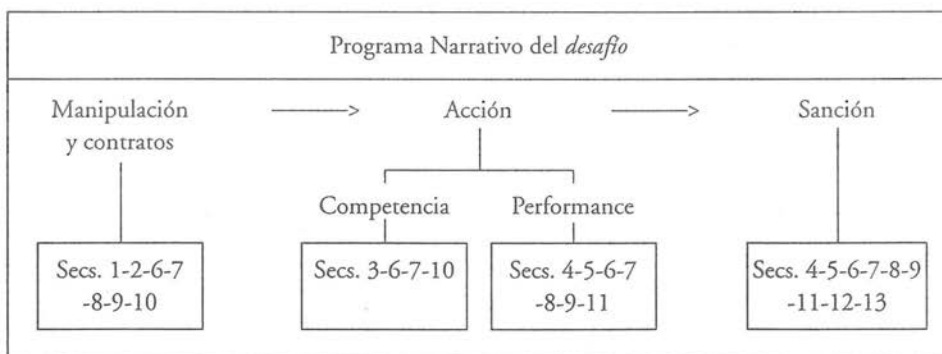 Programa Narrativo del desafío
Manipulación
y contratos
Acción
Sanción
Competencia
Performance
Secs. 1-2-6-7
-8-9-10
Secs. 3-6-7-10
Secs. 4-5-6-7
-8-9-11
Secs. 4-5-6-7-8-9
-11-12-13